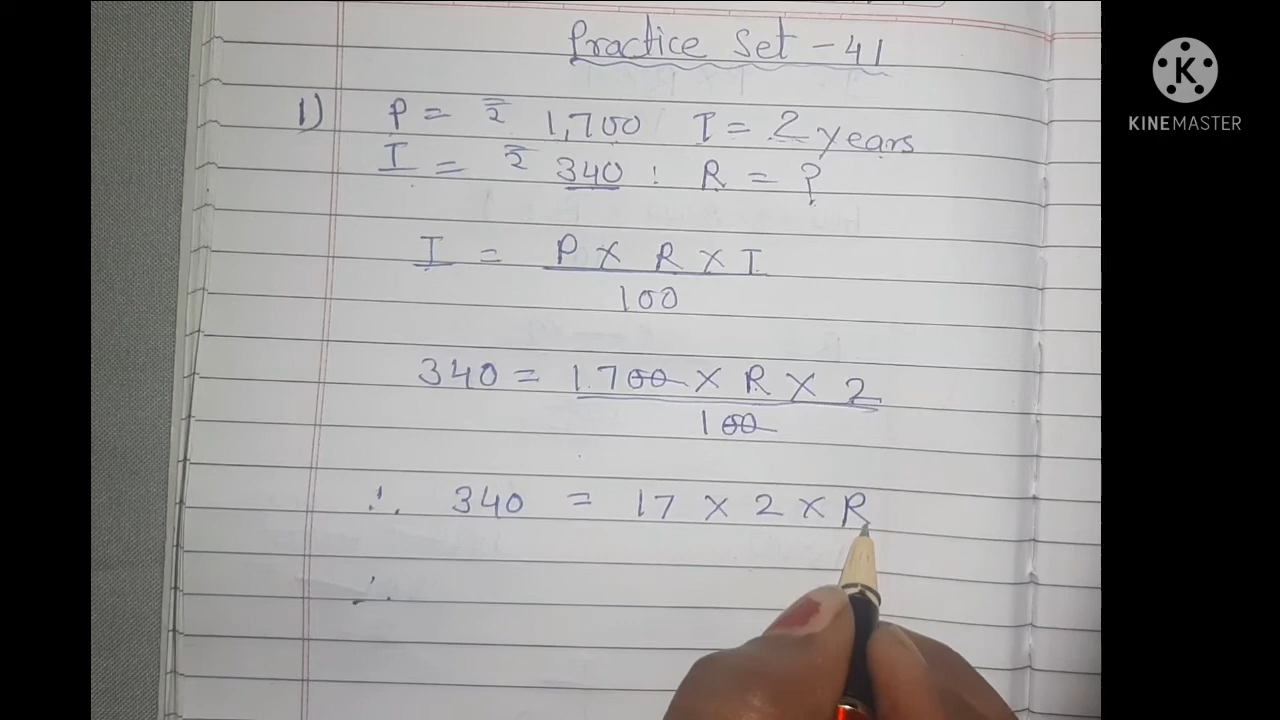 Practice Set - 41
1) P = ₹ 1,700 T = 2 years
I = ₹ 340 : R = ?
I = P × R × T
100
340 = 1700 × R × 2
100
∴ 340 = 17 × 2 × R
∴
K
KINEMASTER